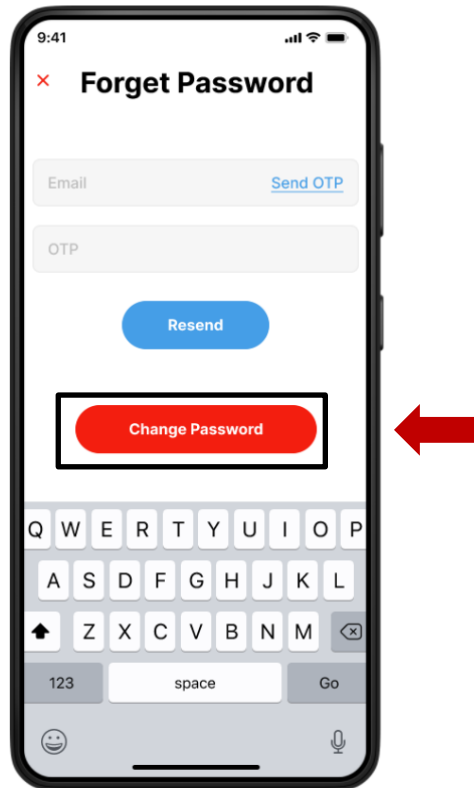 9:41
× Forget Password
Email Send OTP
OTP
Resend
Change Password
Q W E R T Y U I O P
A S D F G H J K L
Z X C V B N M
123 space Go